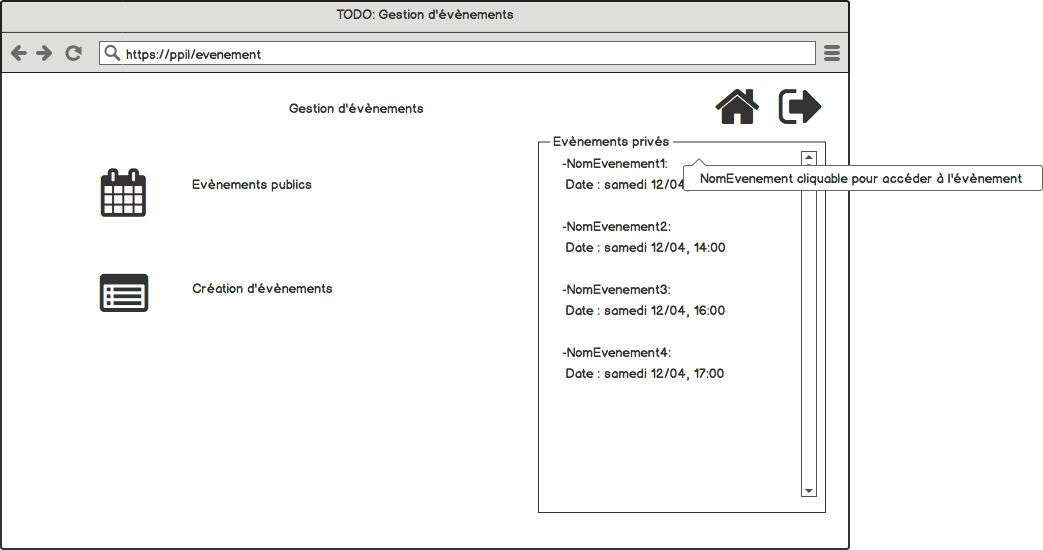 TODO: Gestion d'évènements
https://ppil/evenement
Gestion d'évènements
Evènements publics
Création d'évènements
Evènements privés
-NomEvenement1:
Date : samedi 12/04,
NomEvenement cliquable pour accéder à l'évènement
-NomEvenement2:
Date : samedi 12/04, 14:00
-NomEvenement3:
Date : samedi 12/04, 16:00
-NomEvenement4:
Date : samedi 12/04, 17:00